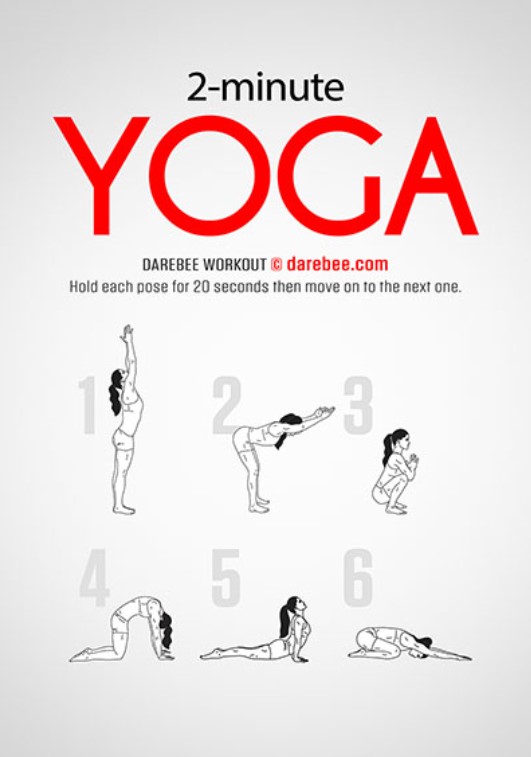 2-minute
YOGA
DAREBEE WORKOUT © darebee.com
Hold each pose for 20 seconds then move on to the next one.
1 2 3
4 5 6